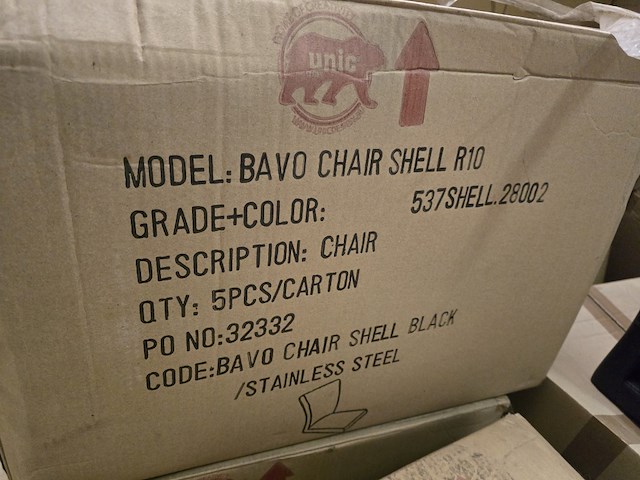 unic
MODEL: BAVO CHAIR SHELL R10
GRADE+COLOR: 537SHELL.28002
DESCRIPTION: CHAIR
QTY: 5PCS/CARTON
PO NO:32332
CODE:BAVO CHAIR SHELL BLACK
/STAINLESS STEEL